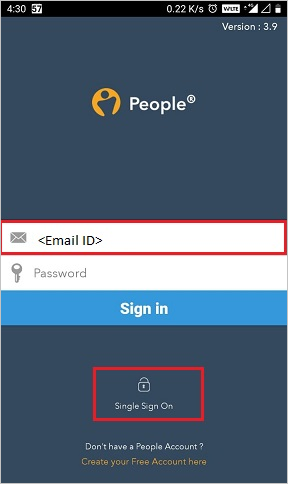 4:30 57 0.22 K/s VoLTE
Version : 3.9
People®
<Email ID>
Password
Sign in
Single Sign On
Don't have a People Account ?
Create your Free Account here